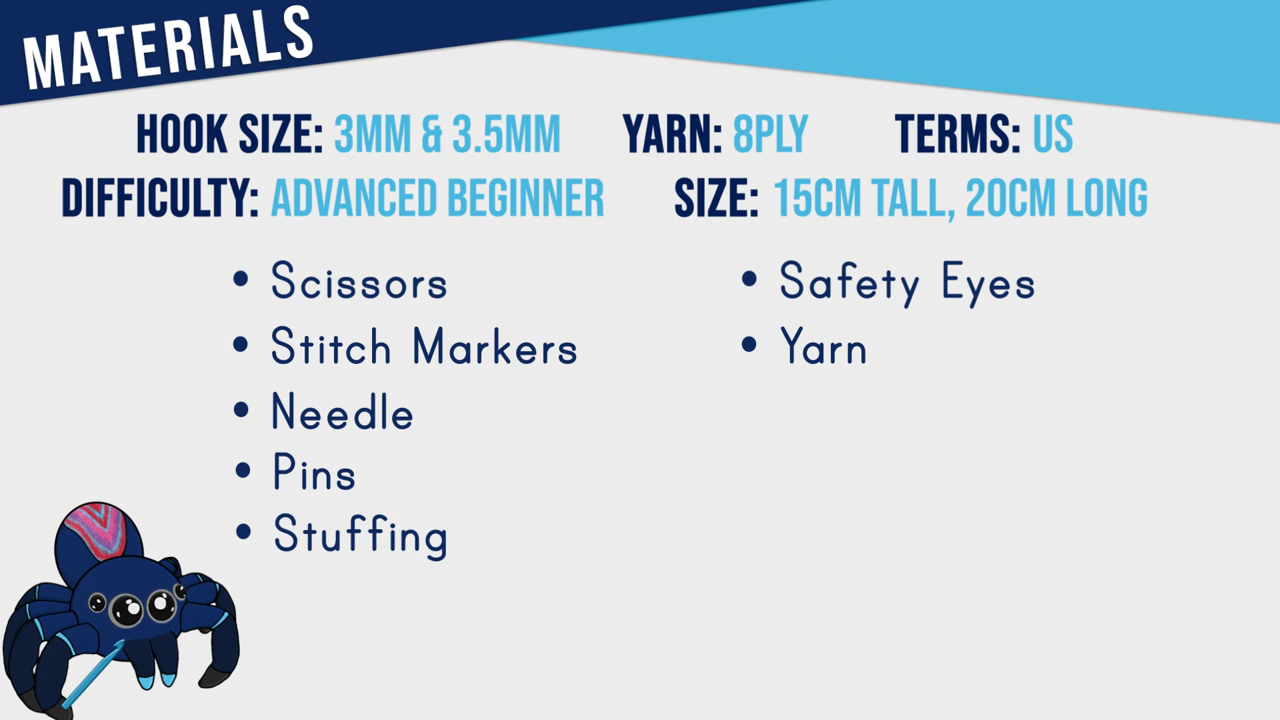 MATERIALS
HOOK SIZE: 3MM & 3.5MM YARN: 8PLY TERMS: US
DIFFICULTY: ADVANCED BEGINNER SIZE: 15CM TALL, 20CM LONG
• Scissors
• Stitch Markers
• Needle
• Pins
• Stuffing
• Safety Eyes
• Yarn